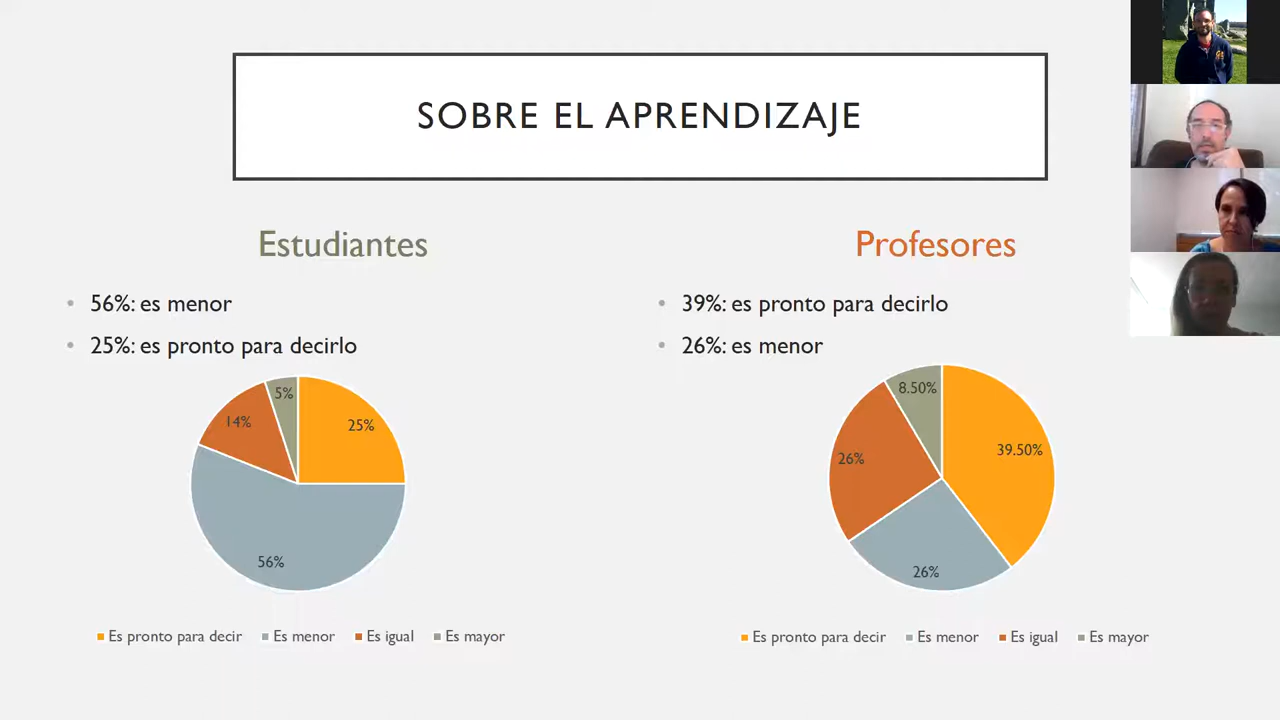 SOBRE EL APRENDIZAJE
Estudiantes
• 56%: es menor
• 25%: es pronto para decirlo
5%
14%
25%
56%
Es pronto para decir Es menor Es igual Es mayor
Profesores
• 39%: es pronto para decirlo
• 26%: es menor
8.50%
26%
39.50%
26%
Es pronto para decir Es menor Es igual Es mayor